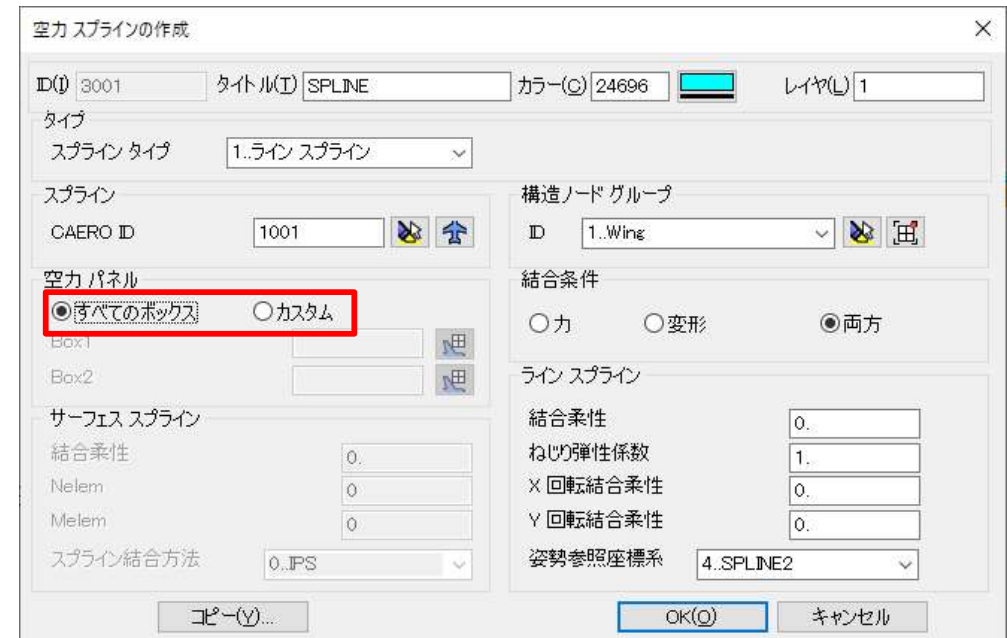 空力 スプラインの作成
ID(I) 3001 タイトル(T) SPLINE カラー(C) 24696 レイヤ(L) 1
タイプ
スプライン タイプ 1..ライン スプライン
スプライン
CAERO ID 1001
構造ノード グループ
ID 1..Wing
空力 パネル
すべてのボックス カスタム
Box1
Box2
結合条件
力 変形 両方
サーフェス スプライン
結合柔性 0.
Nelem 0
Melem 0
スプライン結合方法 0..IPS
ライン スプライン
結合柔性 0.
ねじり弾性係数 1.
X 回転結合柔性 0.
Y 回転結合柔性 0.
姿勢参照座標系 4..SPLINE2
コピー(Y)... OK(O) キャンセル